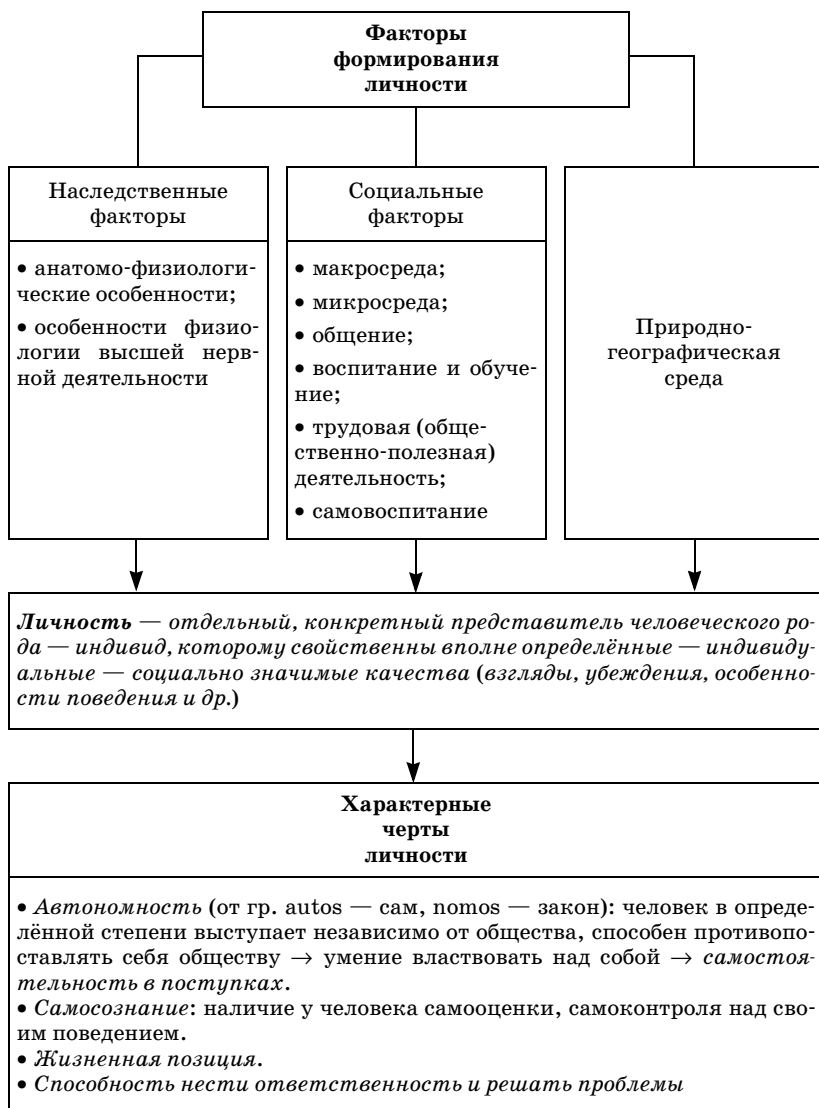 Факторы
формирования
личности
Наследственные
факторы
• анатомо-физиологи-
ческие особенности;
• особенности физио-
логии высшей нерв-
ной деятельности
Социальные
факторы
• макросреда;
• микросреда;
• общение;
• воспитание и обуче-
ние;
• трудовая (обще-
ственно-полезная)
деятельность;
• самовоспитание
Природно-
географическая
среда
Личность — отдельный, конкретный представитель человеческого ро-
да — индивид, которому свойственны вполне определённые — индивиду-
альные — социально значимые качества (взгляды, убеждения, особенно-
сти поведения и др.)
Характерные
черты
личности
• Автономность (от гр. autos — сам, nomos — закон): человек в опреде-
лённой степени выступает независимо от общества, способен противопо-
ставлять себя обществу → умение властвовать над собой → самостоя-
тельность в поступках.
• Самосознание: наличие у человека самооценки, самоконтроля над сво-
им поведением.
• Жизненная позиция.
• Способность нести ответственность и решать проблемы